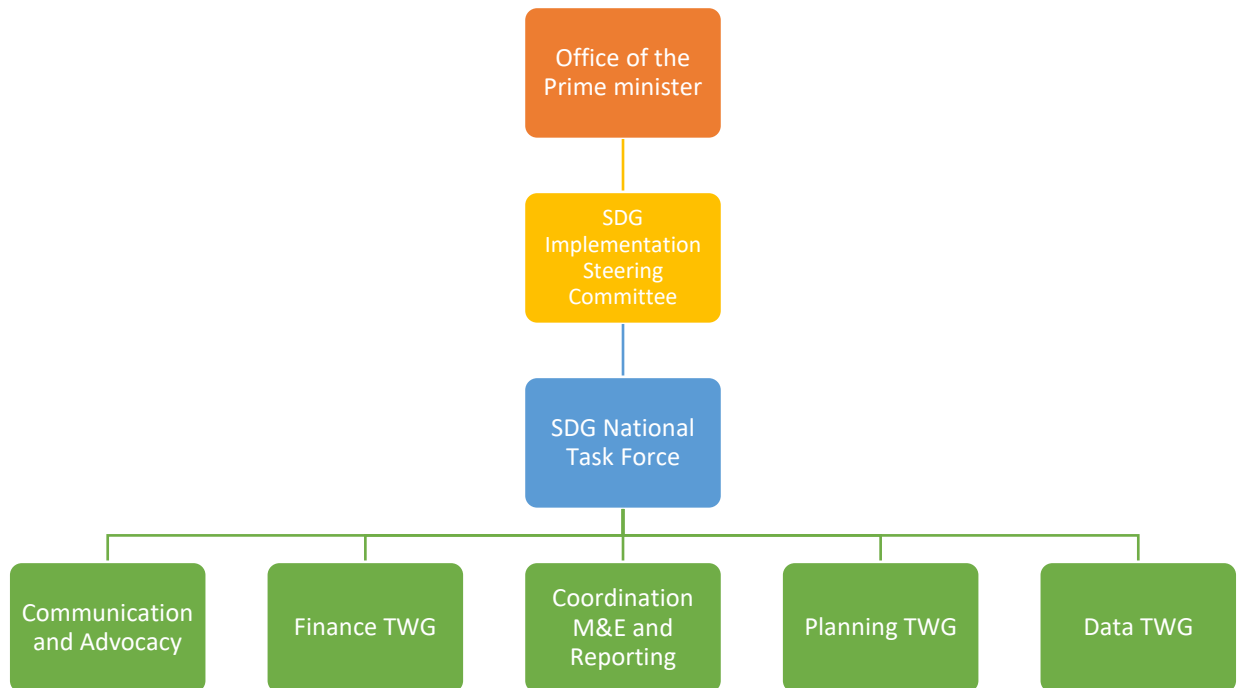 Office of the
Prime minister
SDG
Implementation
Steering
Committee
SDG National
Task Force
Communication
and Advocacy
Finance TWG
Coordination
M&E and
Reporting
Planning TWG
Data TWG